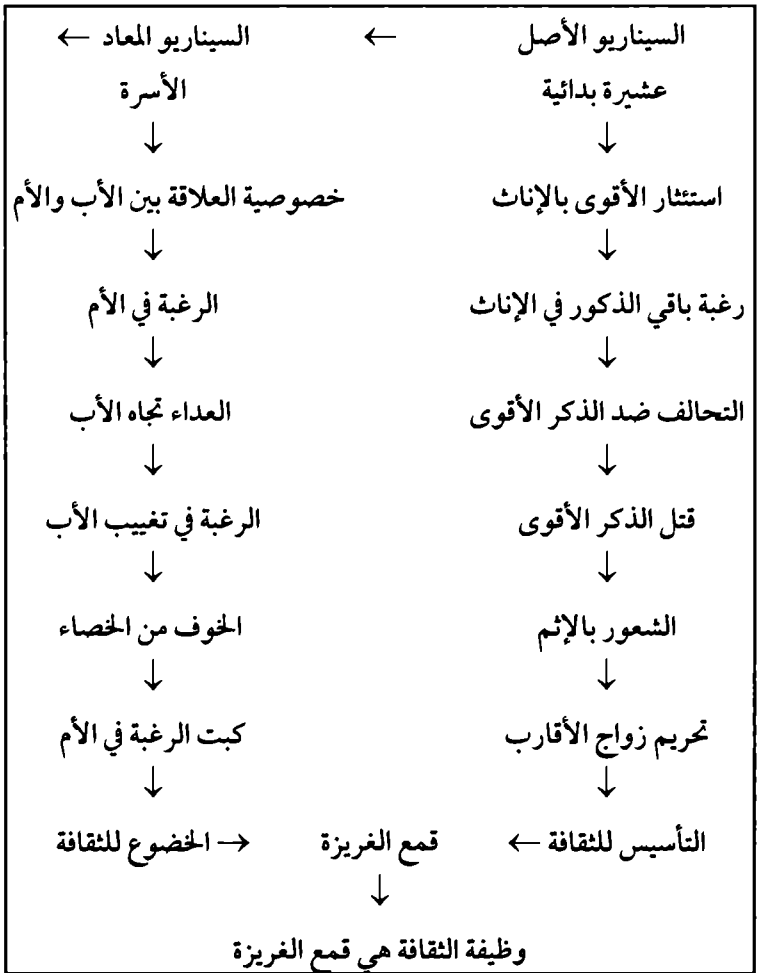 السيناريو الأصل ← السيناريو المعاد ←
عشيرة بدائية الأسرة
↓ ↓
استئثار الأقوى بالإناث خصوصية العلاقة بين الأب والأم
↓ ↓
رغبة باقي الذكور في الإناث الرغبة في الأم
↓ ↓
التحالف ضد الذكر الأقوى العداء تجاه الأب
↓ ↓
قتل الذكر الأقوى الرغبة في تغييب الأب
↓ ↓
الشعور بالإثم الخوف من الخصاء
↓ ↓
تحريم زواج الأقارب كبت الرغبة في الأم
↓ ↓
التأسيس للثقافة ← قمع الغريزة → الخضوع للثقافة
↓
وظيفة الثقافة هي قمع الغريزة